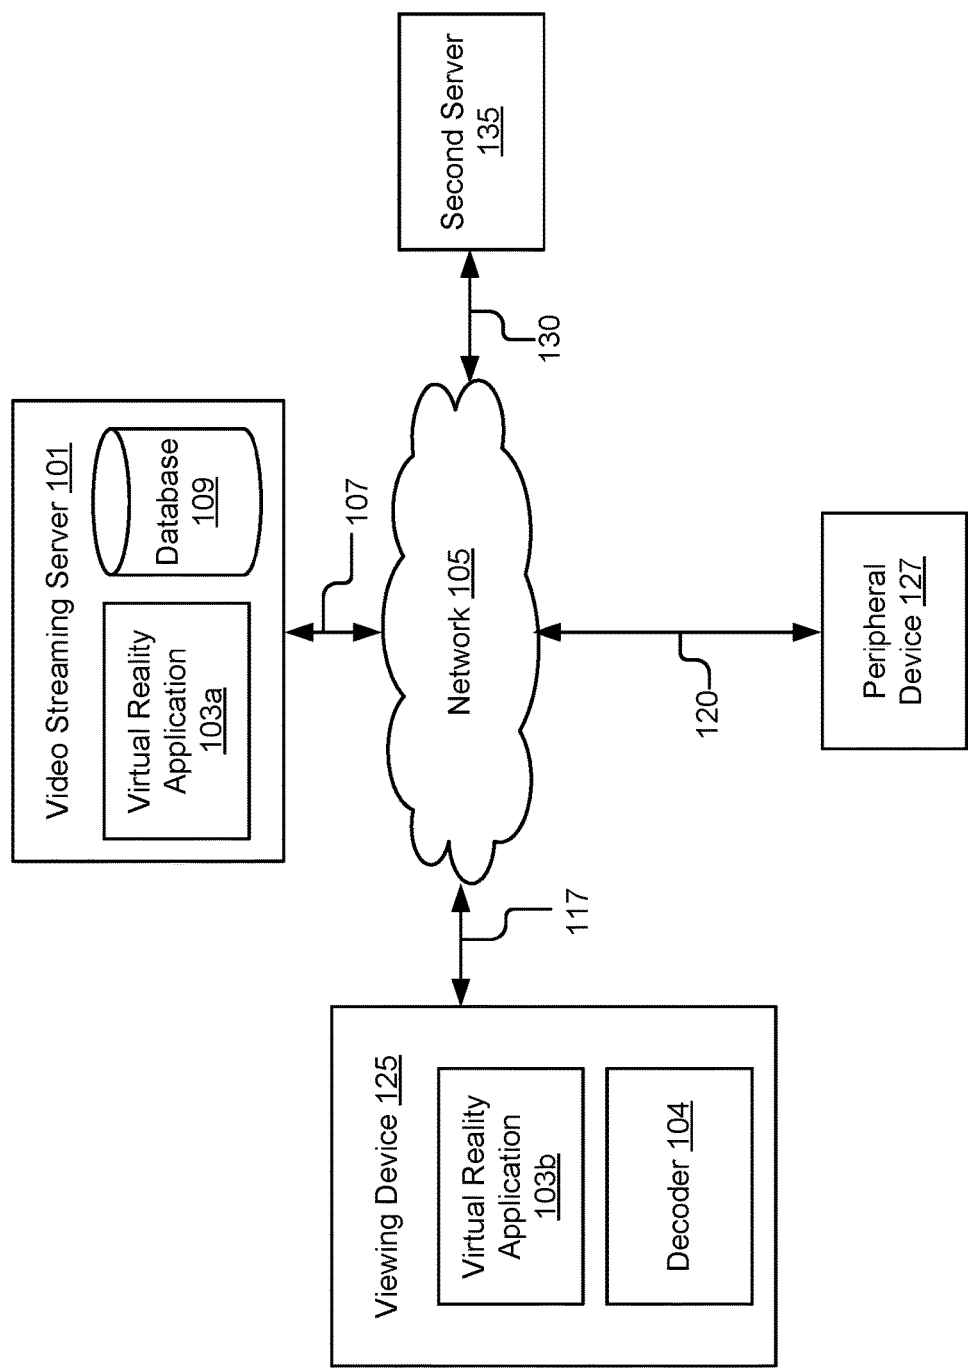 Video Streaming Server 101
Virtual Reality
Application
103a
Database
109
107
Viewing Device 125
Virtual Reality
Application
103b
Decoder 104
117
Network 105
130
Second Server
135
120
Peripheral
Device 127